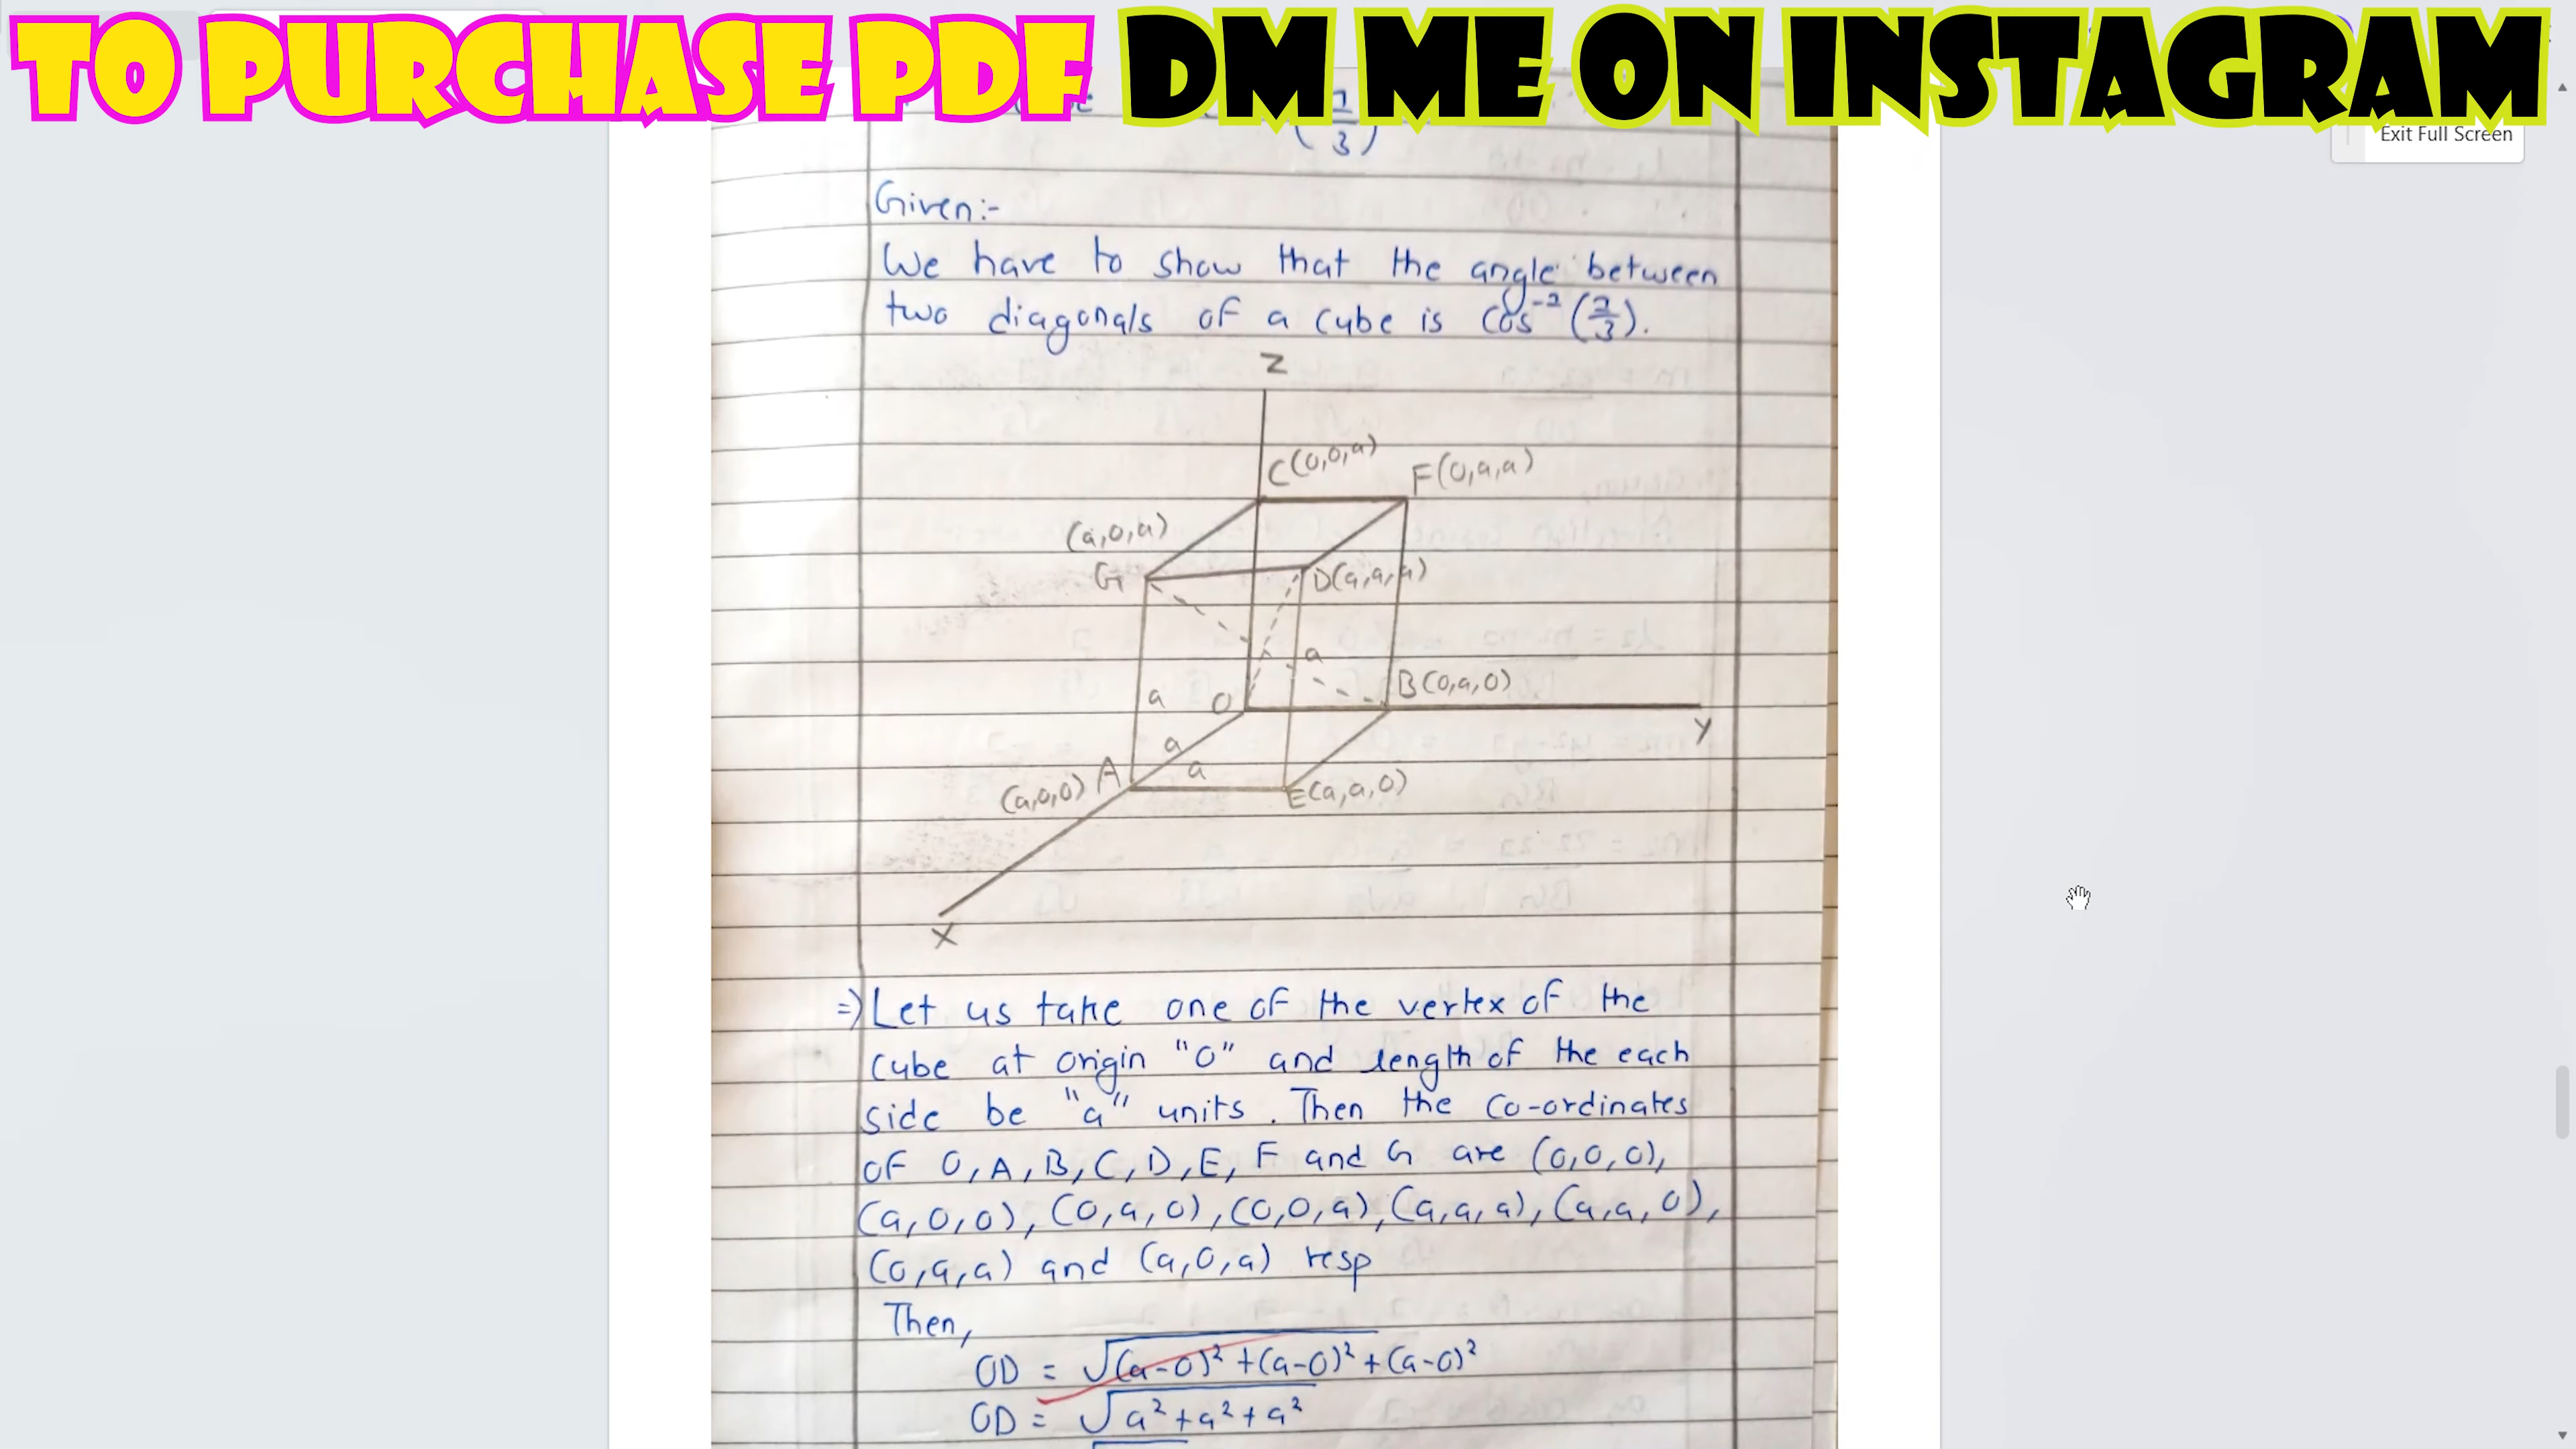 TO PURCHASE PDF DM ME ON INSTAGRAM
Exit Full Screen
(1/3)
Given:-
We have to show that the angle between
two diagonals of a cube is cos⁻¹(1/3).
Z
C(0,0,a)
F(0,a,a)
(a,0,a)
G
D(a,a,a)
a
B(0,a,0)
a
O
Y
a
A
a
(a,0,0)
E(a,a,0)
X
⇒) Let us take one of the vertex of the
cube at origin "O" and length of the each
side be "a" units. Then the co-ordinates
of O, A, B, C, D, E, F and G are (0,0,0),
(a,0,0), (0,a,0), (0,0,a), (a,a,a), (a,a,0),
(0,a,a) and (a,0,a) resp
Then,
OD = √(a-0)² + (a-0)² + (a-0)²
OD = √a² + a² + a²